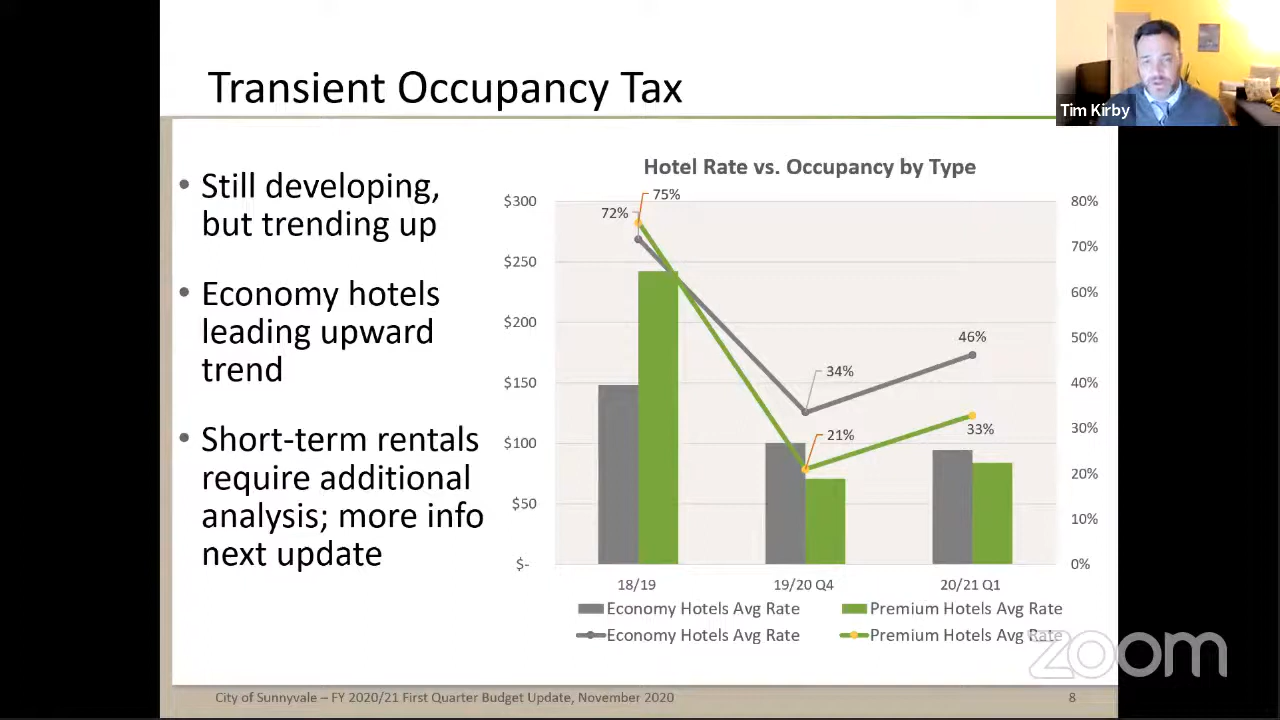 Transient Occupancy Tax
Tim Kirby
• Still developing,
but trending up
• Economy hotels
leading upward
trend
• Short-term rentals
require additional
analysis; more info
next update
Hotel Rate vs. Occupancy by Type
$300
$250
$200
$150
$100
$50
$-
80%
70%
60%
50%
40%
30%
20%
10%
0%
72%
75%
34%
21%
46%
33%
18/19
19/20 Q4
20/21 Q1
Economy Hotels Avg Rate
Premium Hotels Avg Rate
Economy Hotels Avg Rate
Premium Hotels Avg Rate
zoom
City of Sunnyvale – FY 2020/21 First Quarter Budget Update, November 2020
8